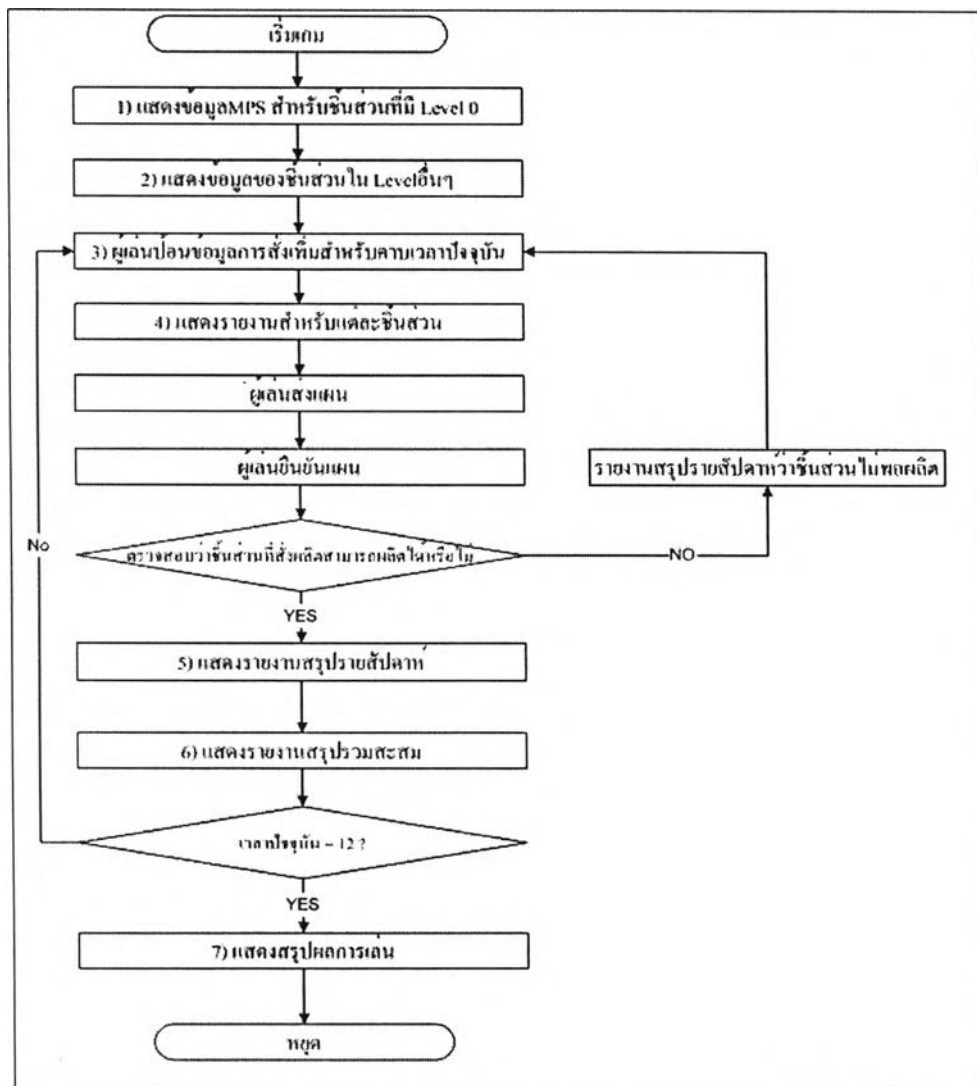 เริ่มเกม
1) แสดงข้อมูลMPS สำหรับชิ้นส่วนที่มี Level 0
2) แสดงข้อมูลของชิ้นส่วนใน Levelอื่นๆ
3) ผู้เล่นป้อนข้อมูลการสั่งเพิ่มสำหรับคาบเวลาปัจจุบัน
4) แสดงรายงานสำหรับแต่ละชิ้นส่วน
ผู้เล่นส่งแผน
ผู้เล่นยืนยันแผน
รายงานสรุปรายสัปดาห์ว่าชิ้นส่วนไม่พอผลิต
No
ตรวจสอบว่าชิ้นส่วนที่สั่งผลิตสามารถผลิตได้หรือไม่
NO
YES
5) แสดงรายงานสรุปรายสัปดาห์
6) แสดงรายงานสรุปรวมสะสม
เวลาปัจจุบัน = 12 ?
YES
7) แสดงสรุปผลการเล่น
หยุด